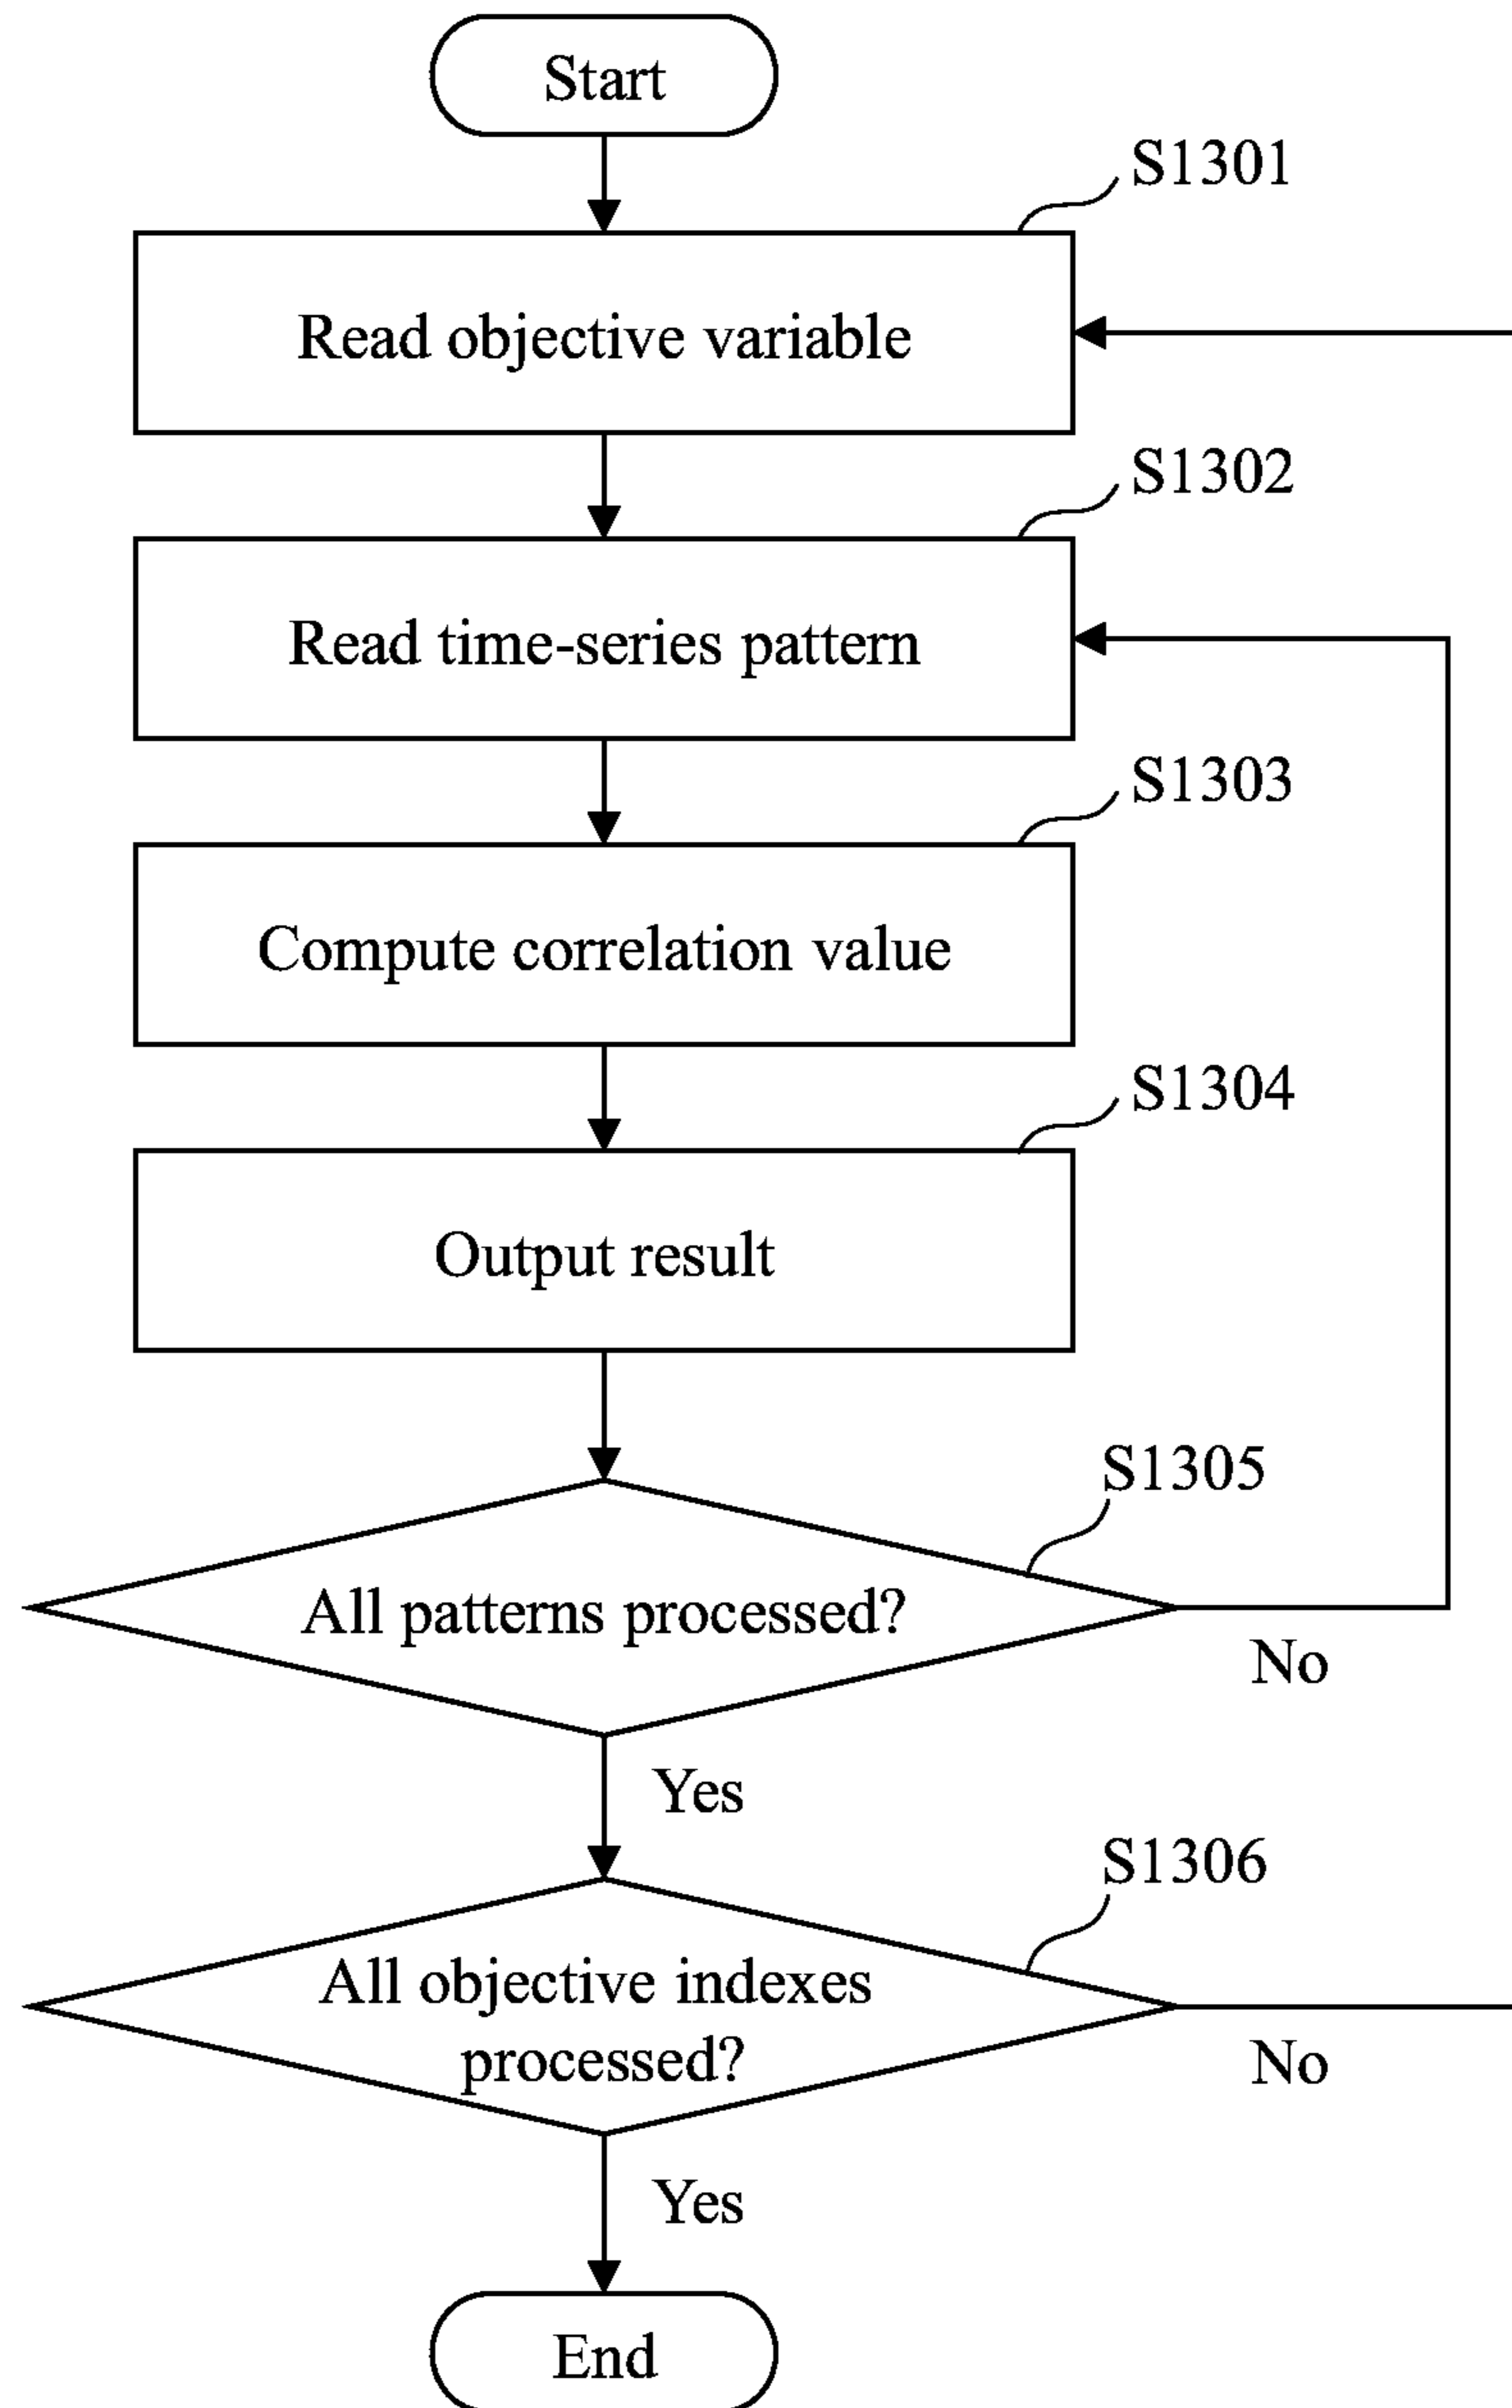 Start
S1301
Read objective variable
S1302
Read time-series pattern
S1303
Compute correlation value
S1304
Output result
S1305
All patterns processed?
No
Yes
S1306
All objective indexes
processed?
No
Yes
End